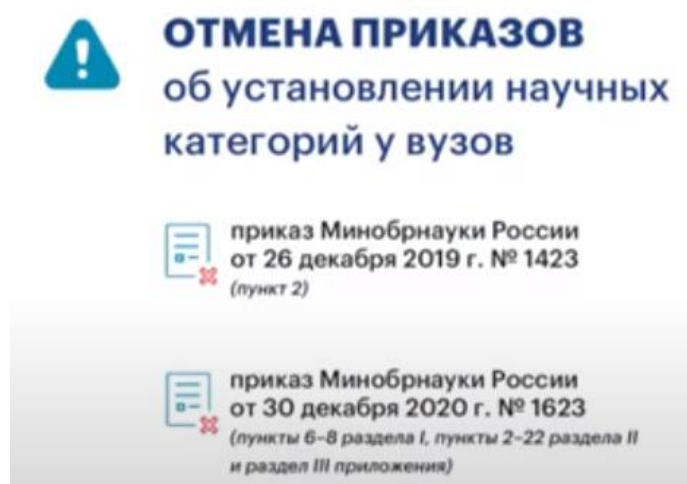 ОТМЕНА ПРИКАЗОВ
об установлении научных
категорий у вузов
приказ Минобрнауки России
от 26 декабря 2019 г. № 1423
(пункт 2)
приказ Минобрнауки России
от 30 декабря 2020 г. № 1623
(пункты 6–8 раздела I, пункты 2–22 раздела II
и раздел III приложения)